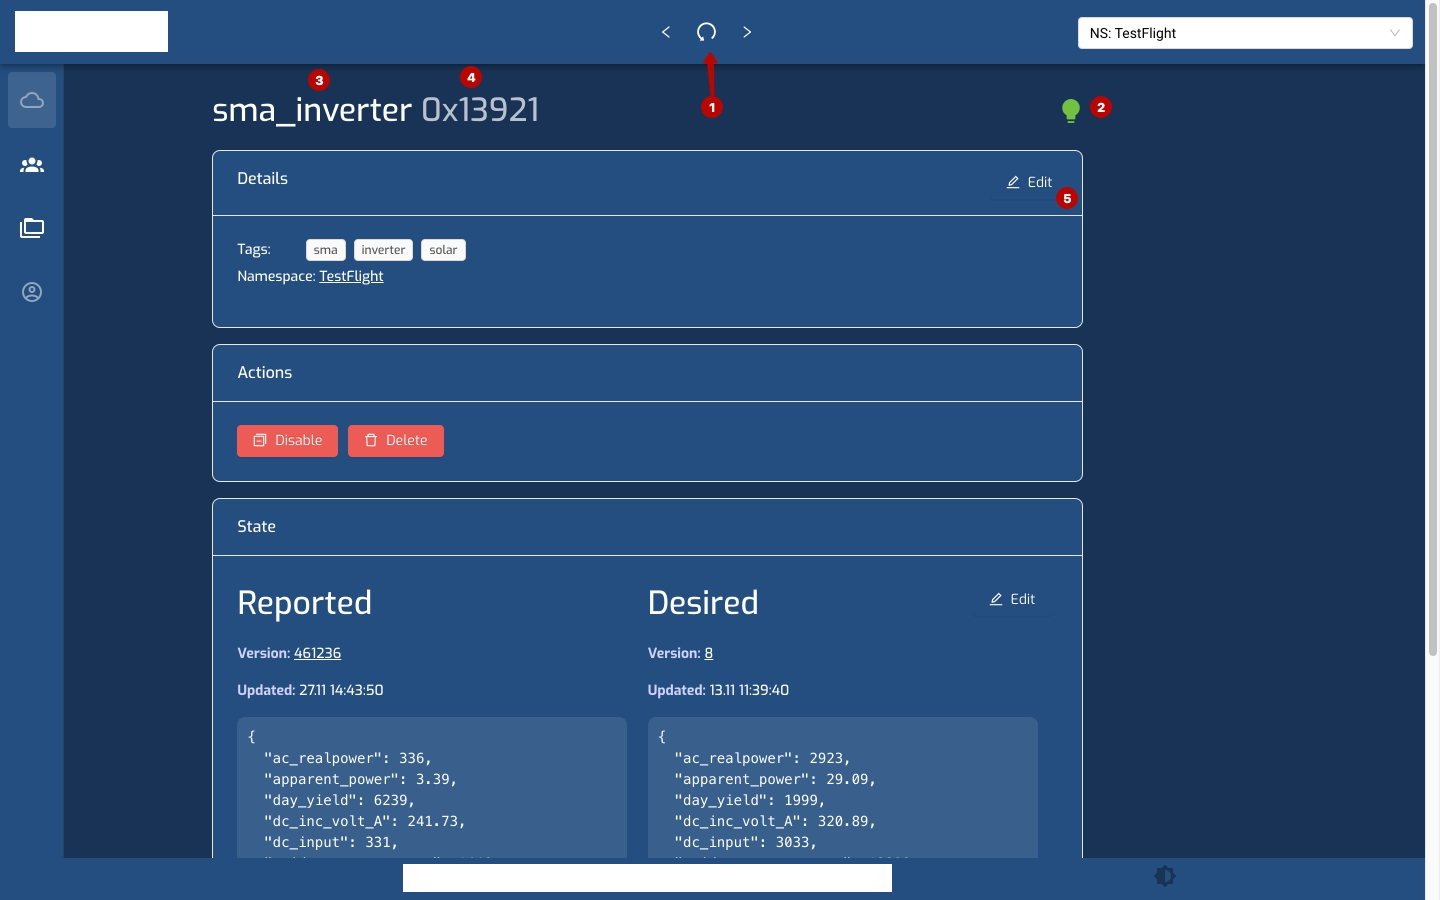 NS: TestFlight
3
4
sma_inverter 0x13921
1
2
Details
Edit
5
Tags: sma inverter solar
Namespace: TestFlight
Actions
Disable Delete
State
Reported
Desired
Edit
Version: 461236
Version: 8
Updated: 27.11 14:43:50
Updated: 13.11 11:39:40
{
"ac_realpower": 336,
"apparent_power": 3.39,
"day_yield": 6239,
"dc_inc_volt_A": 241.73,
"dc_input": 331,
{
"ac_realpower": 2923,
"apparent_power": 29.09,
"day_yield": 1999,
"dc_inc_volt_A": 320.89,
"dc_input": 3033,